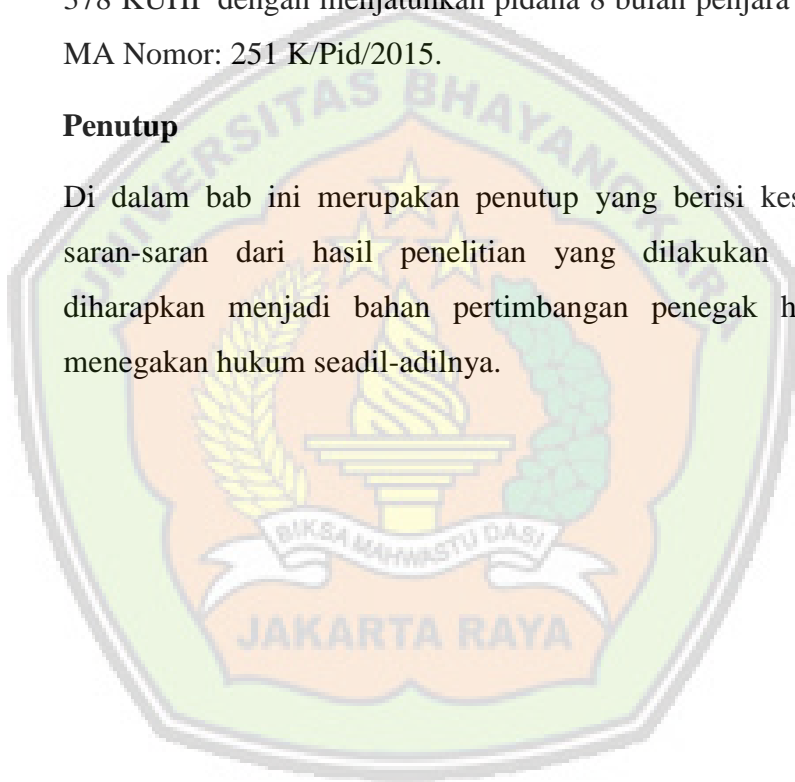 378 KUHP dengan menjatuhkan pidana 8 bulan penjara
MA Nomor: 251 K/Pid/2015.
Penutup
Di dalam bab ini merupakan penutup yang berisi kes
saran-saran dari hasil penelitian yang dilakukan
diharapkan menjadi bahan pertimbangan penegak h
menegakan hukum seadil-adilnya.
UNIVERSITAS BHAYANGKARA
BIKSA MAHWASTU DASI
JAKARTA RAYA